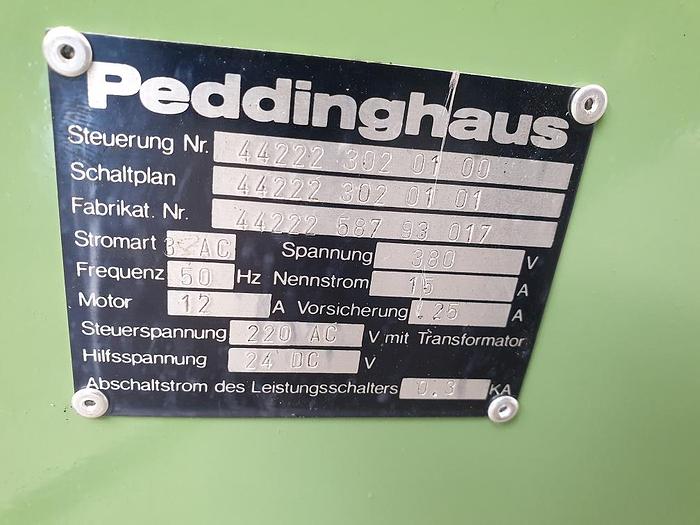 Peddinghaus
Steuerung Nr. 44222 302 01 00
Schaltplan 44222 302 01 01
Fabrikat. Nr. 44222 587 93 017
Stromart 3~AC Spannung 380 V
Frequenz 50 Hz Nennstrom 15 A
Motor 12 A Vorsicherung 25 A
Steuerspannung 220 AC V mit Transformator
Hilfsspannung 24 DC V
Abschaltstrom des Leistungsschalters 0.3 KA